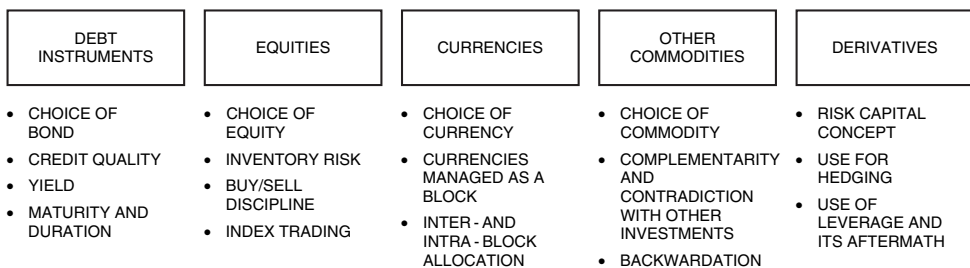 DEBT
INSTRUMENTS
EQUITIES
CURRENCIES
OTHER
COMMODITIES
DERIVATIVES
• CHOICE OF
BOND
• CREDIT QUALITY
• YIELD
• MATURITY AND
DURATION
• CHOICE OF
EQUITY
• INVENTORY RISK
• BUY/SELL
DISCIPLINE
• INDEX TRADING
• CHOICE OF
CURRENCY
• CURRENCIES
MANAGED AS A
BLOCK
• INTER - AND
INTRA - BLOCK
ALLOCATION
• CHOICE OF
COMMODITY
• COMPLEMENTARITY
AND
CONTRADICTION
WITH OTHER
INVESTMENTS
• BACKWARDATION
• RISK CAPITAL
CONCEPT
• USE FOR
HEDGING
• USE OF
LEVERAGE AND
ITS AFTERMATH